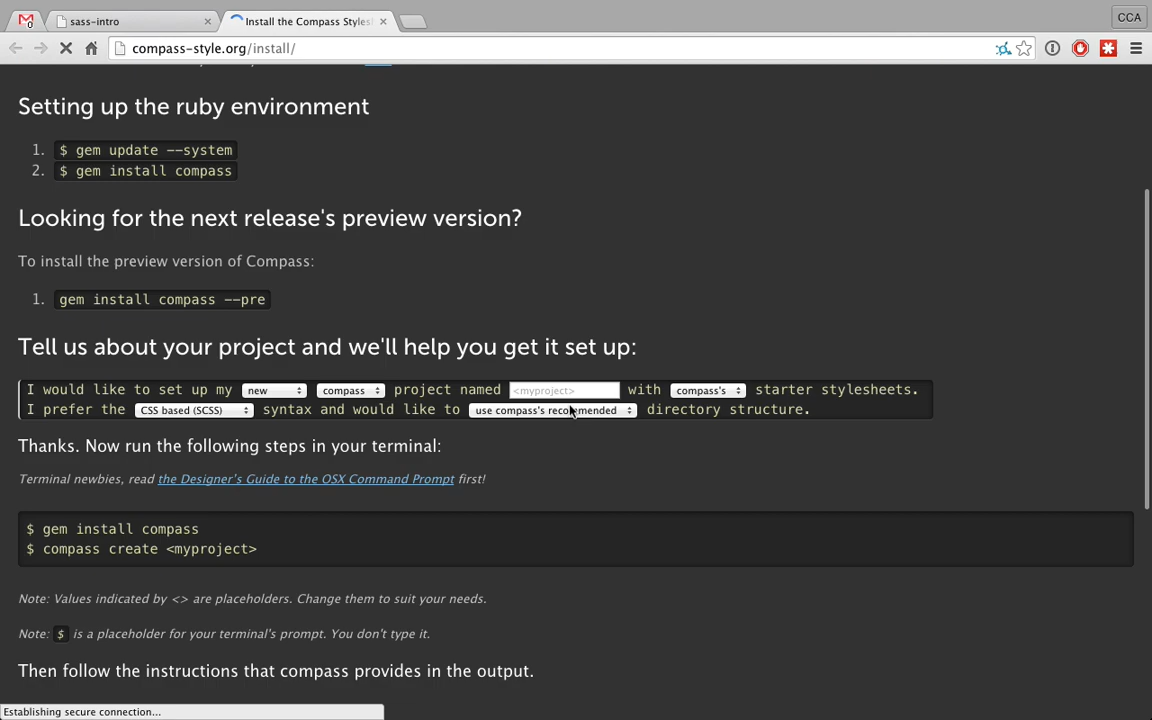 0
sass-intro
Install the Compass Styles
CCA
compass-style.org/install/
Setting up the ruby environment
1. $ gem update --system
2. $ gem install compass
Looking for the next release's preview version?
To install the preview version of Compass:
1. gem install compass --pre
Tell us about your project and we'll help you get it set up:
I would like to set up my new compass project named <myproject> with compass's starter stylesheets.
I prefer the CSS based (SCSS) syntax and would like to use compass's recommended directory structure.
Thanks. Now run the following steps in your terminal:
Terminal newbies, read the Designer's Guide to the OSX Command Prompt first!
$ gem install compass
$ compass create <myproject>
Note: Values indicated by <> are placeholders. Change them to suit your needs.
Note: $ is a placeholder for your terminal's prompt. You don't type it.
Then follow the instructions that compass provides in the output.
Establishing secure connection...